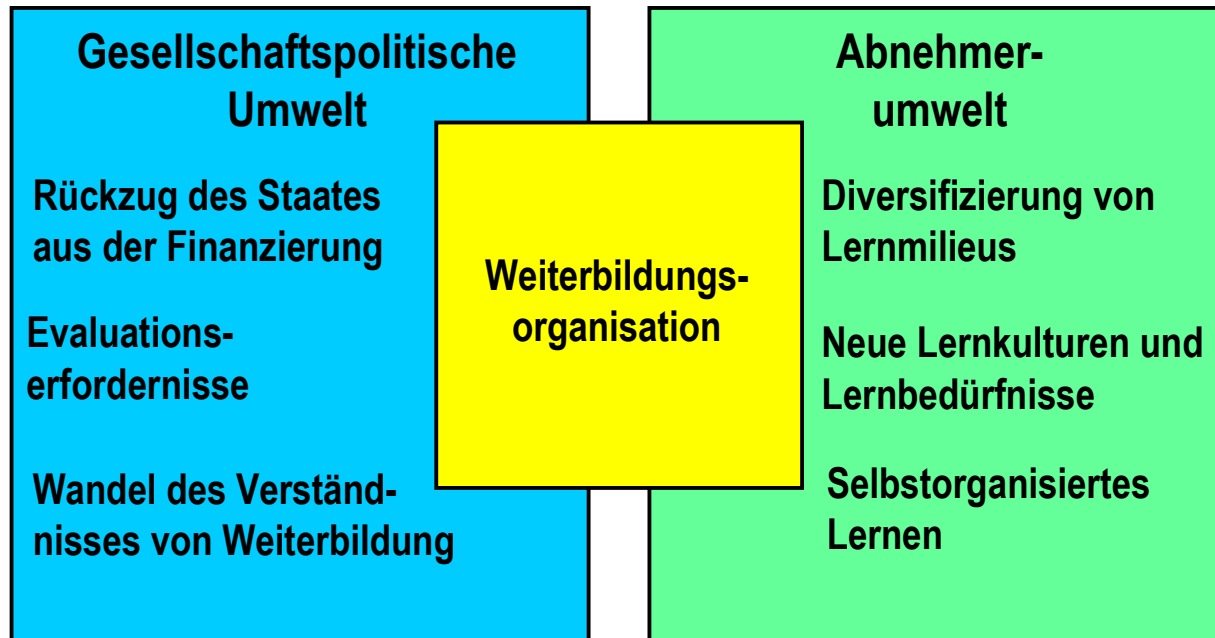 Gesellschaftspolitische
Umwelt
Rückzug des Staates
aus der Finanzierung
Evaluations-
erfordernisse
Wandel des Verständ-
nisses von Weiterbildung
Weiterbildungs-
organisation
Abnehmer-
umwelt
Diversifizierung von
Lernmilieus
Neue Lernkulturen und
Lernbedürfnisse
Selbstorganisiertes
Lernen